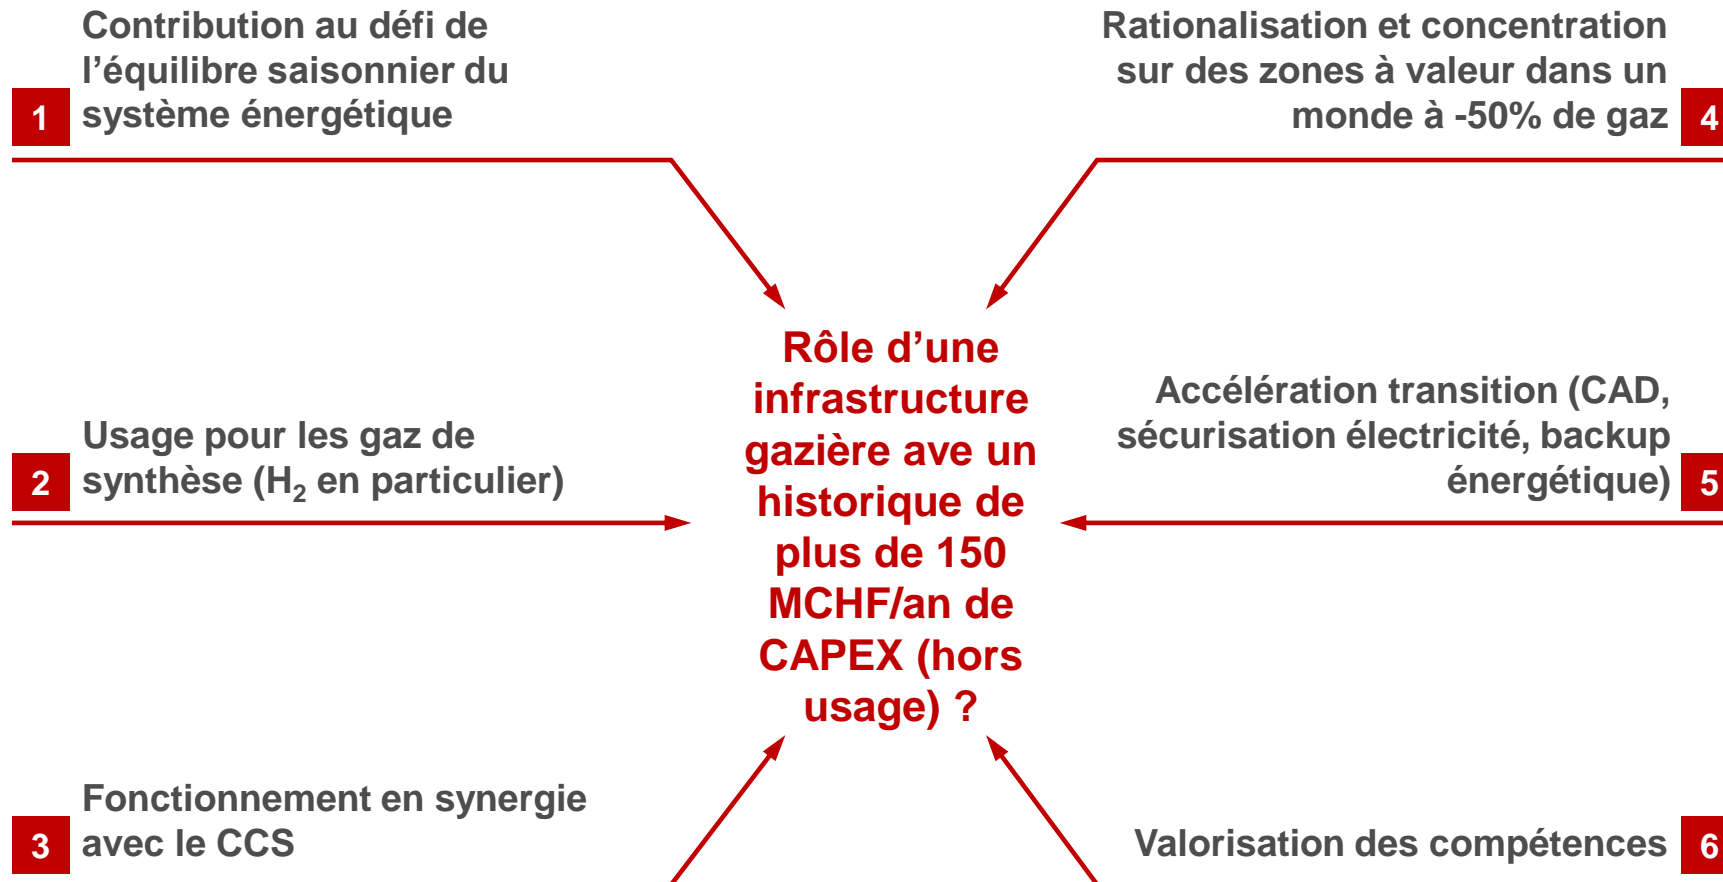 Contribution au défi de
l’équilibre saisonnier du
1 système énergétique
Usage pour les gaz de
2 synthèse (H₂ en particulier)
Fonctionnement en synergie
3 avec le CCS
Rôle d’une
infrastructure
gazière ave un
historique de
plus de 150
MCHF/an de
CAPEX (hors
usage) ?
Rationalisation et concentration
sur des zones à valeur dans un
monde à -50% de gaz 4
Accélération transition (CAD,
sécurisation électricité, backup
énergétique) 5
Valorisation des compétences 6